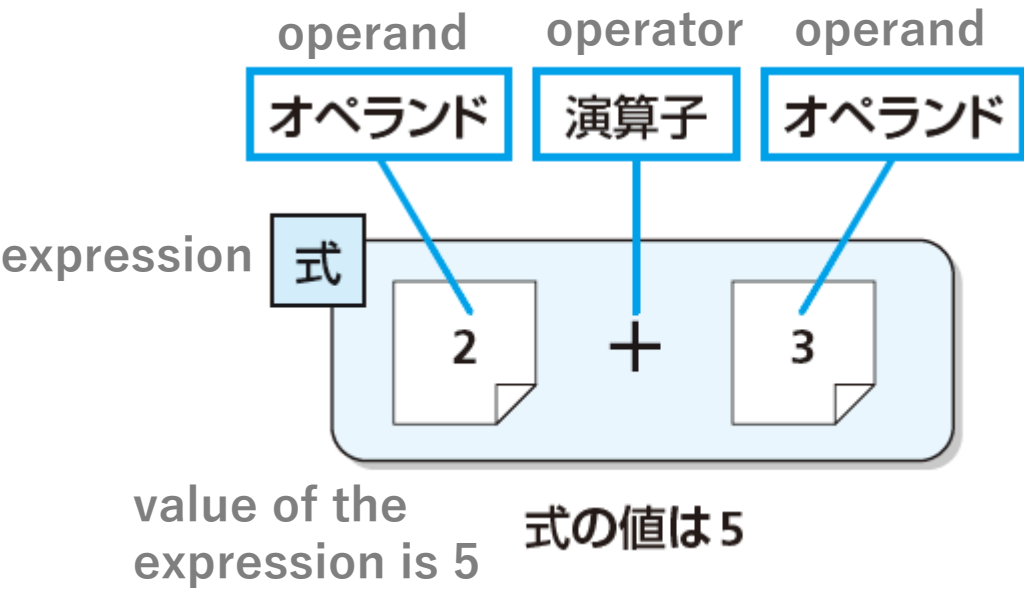 operand operator operand
オペランド 演算子 オペランド
expression 式
2 + 3
value of the
expression is 5
式の値は5